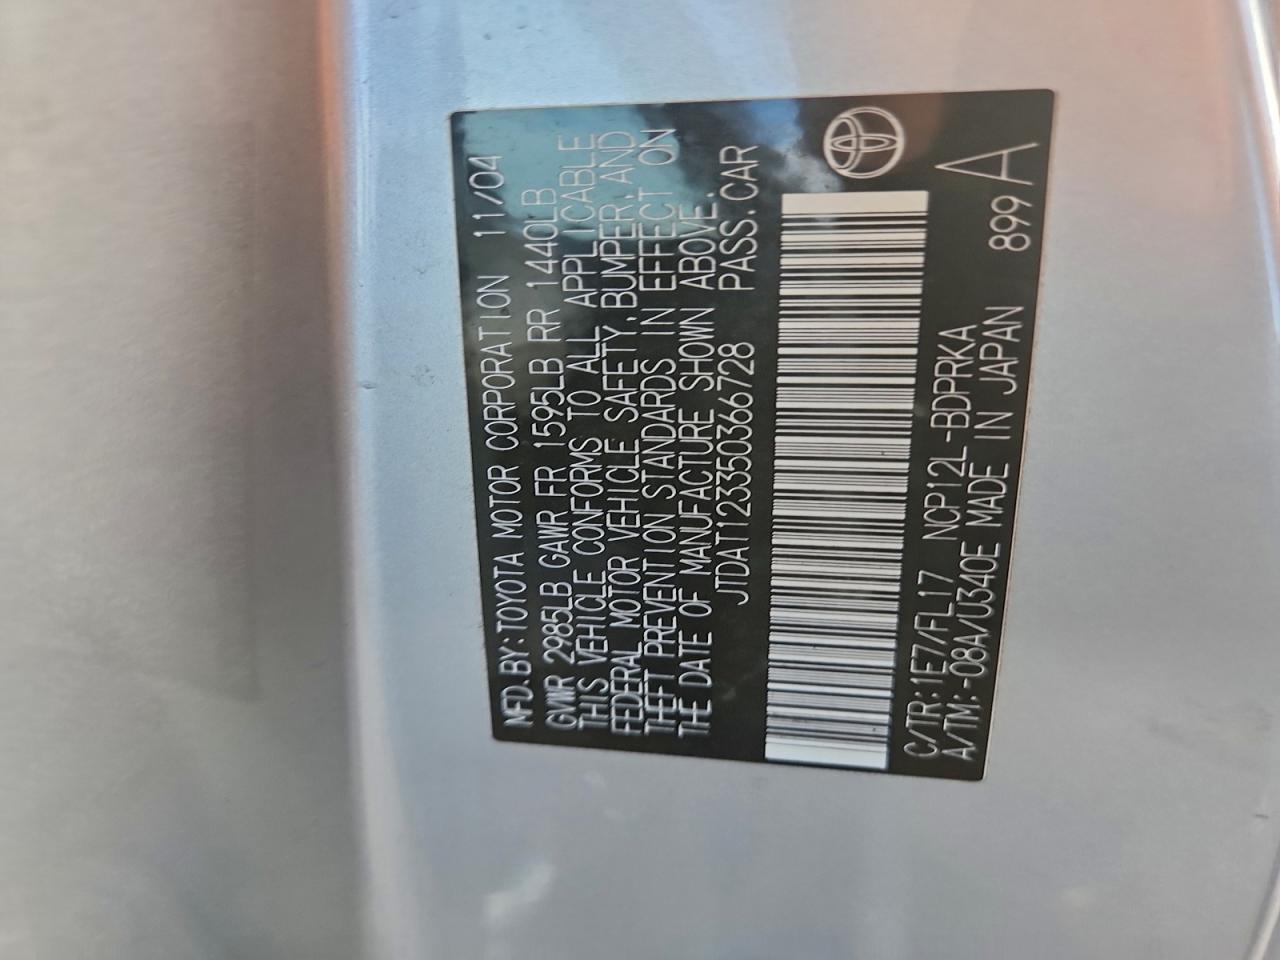 MFD.BY:TOYOTA MOTOR CORPORATION 11/04
GVWR 2985LB GAWR FR 1595LB RR 1440LB
THIS VEHICLE CONFORMS TO ALL APPLICABLE
FEDERAL MOTOR VEHICLE SAFETY,BUMPER,AND
THEFT PREVENTION STANDARDS IN EFFECT ON
THE DATE OF MANUFACTURE SHOWN ABOVE.
JTDAT123350366728 PASS.CAR
C/TR:1E7/FL17 NCP12L-BDPRKA
A/TM:-08A/U340E MADE IN JAPAN 899 A